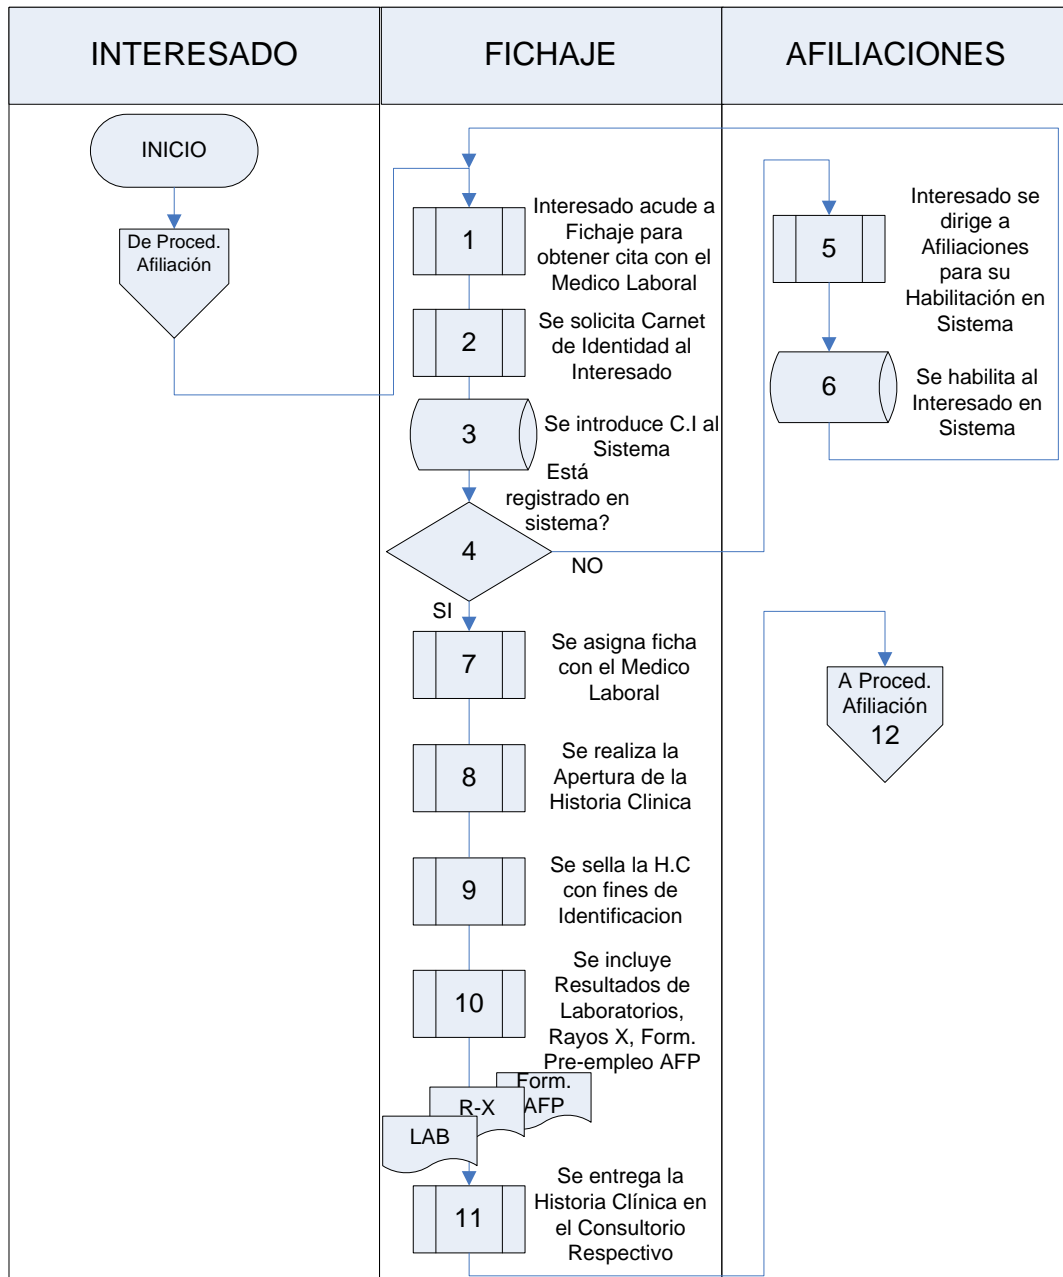 INTERESADO
FICHAJE
AFILIACIONES
INICIO
De Proced.
Afiliación
1
Interesado acude a
Fichaje para
obtener cita con el
Medico Laboral
2
Se solicita Carnet
de Identidad al
Interesado
3
Se introduce C.I al
Sistema
Está
registrado en
sistema?
4
NO
SI
5
Interesado se
dirige a
Afiliaciones
para su
Habilitación en
Sistema
6
Se habilita al
Interesado en
Sistema
7
Se asigna ficha
con el Medico
Laboral
8
Se realiza la
Apertura de la
Historia Clinica
9
Se sella la H.C
con fines de
Identificacion
10
Se incluye
Resultados de
Laboratorios,
Rayos X, Form.
Pre-empleo AFP
Form.
AFP
R-X
LAB
11
Se entrega la
Historia Clínica en
el Consultorio
Respectivo
A Proced.
Afiliación
12